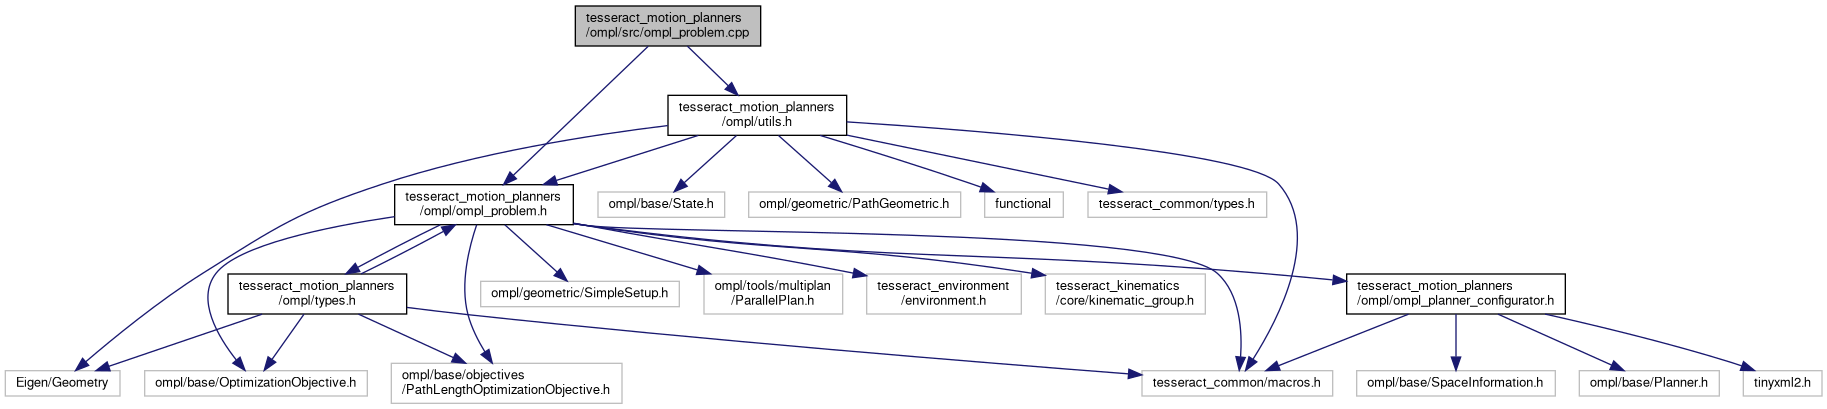 tesseract_motion_planners
/ompl/src/ompl_problem.cpp
tesseract_motion_planners
/ompl/utils.h
tesseract_motion_planners
/ompl/ompl_problem.h
ompl/base/State.h
ompl/geometric/PathGeometric.h
functional
tesseract_common/types.h
tesseract_motion_planners
/ompl/types.h
ompl/geometric/SimpleSetup.h
ompl/tools/multiplan
/ParallelPlan.h
tesseract_environment
/environment.h
tesseract_kinematics
/core/kinematic_group.h
tesseract_motion_planners
/ompl/ompl_planner_configurator.h
Eigen/Geometry
ompl/base/OptimizationObjective.h
ompl/base/objectives
/PathLengthOptimizationObjective.h
tesseract_common/macros.h
ompl/base/SpaceInformation.h
ompl/base/Planner.h
tinyxml2.h